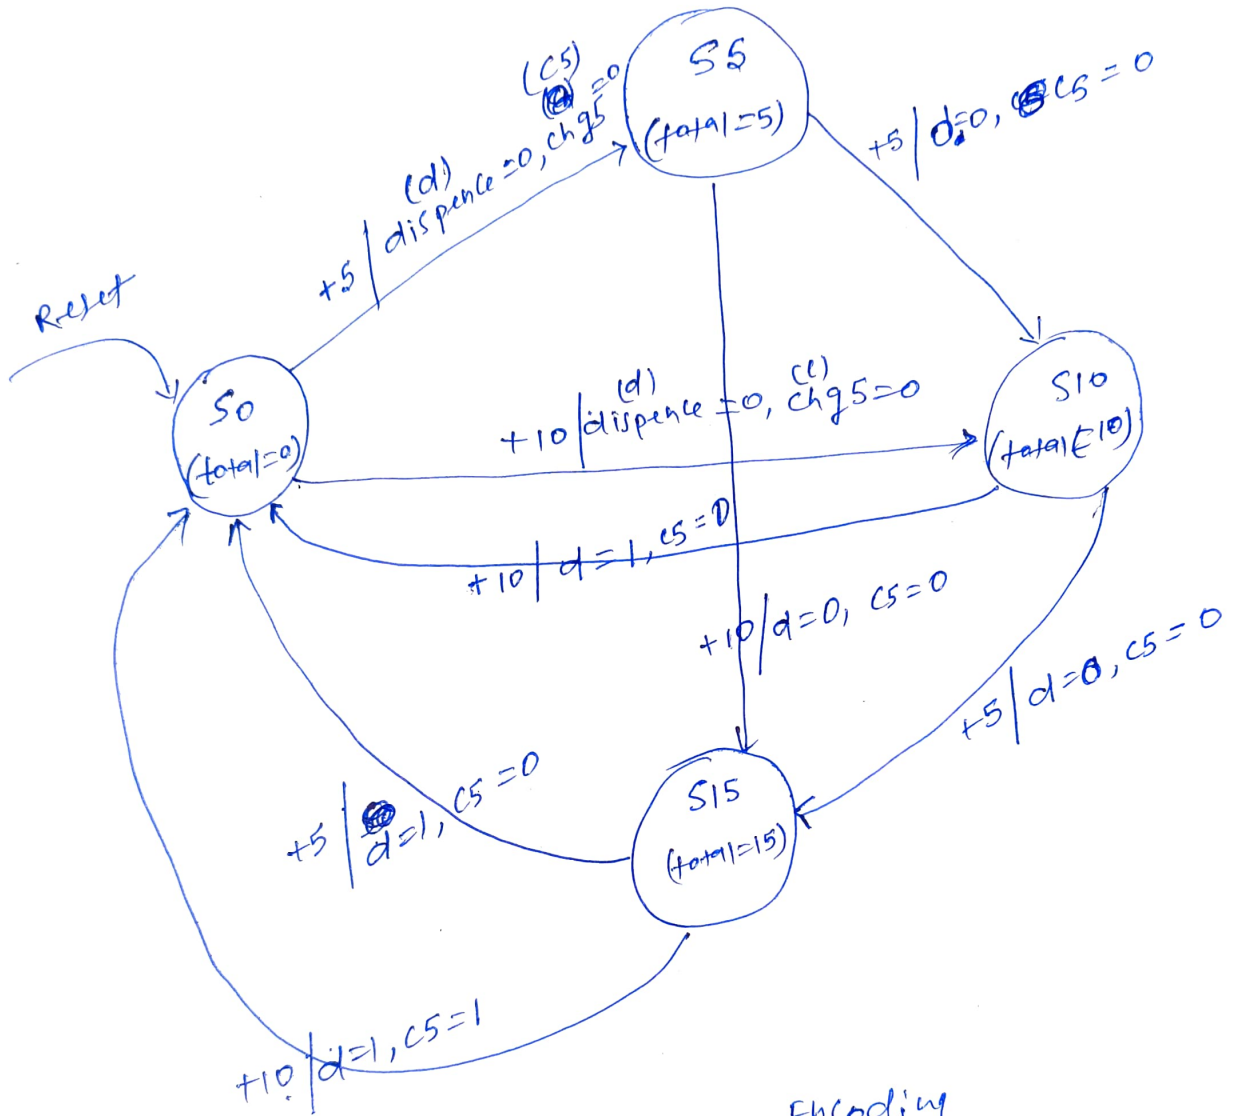 S5
(total=5)
(C5)
(d)
+5 | dispence=0, chg5=0
+5 | d=0, C5=0
Reset
S0
(total=0)
(d) (C)
+10 | dispence=0, chg5=0
S10
(total=10)
+10 | d=1, C5=0
+10 | d=0, C5=0
+5 | d=0, C5=0
S15
(total=15)
+5 | d=1, C5=0
+10 | d=1, C5=1
Encoding